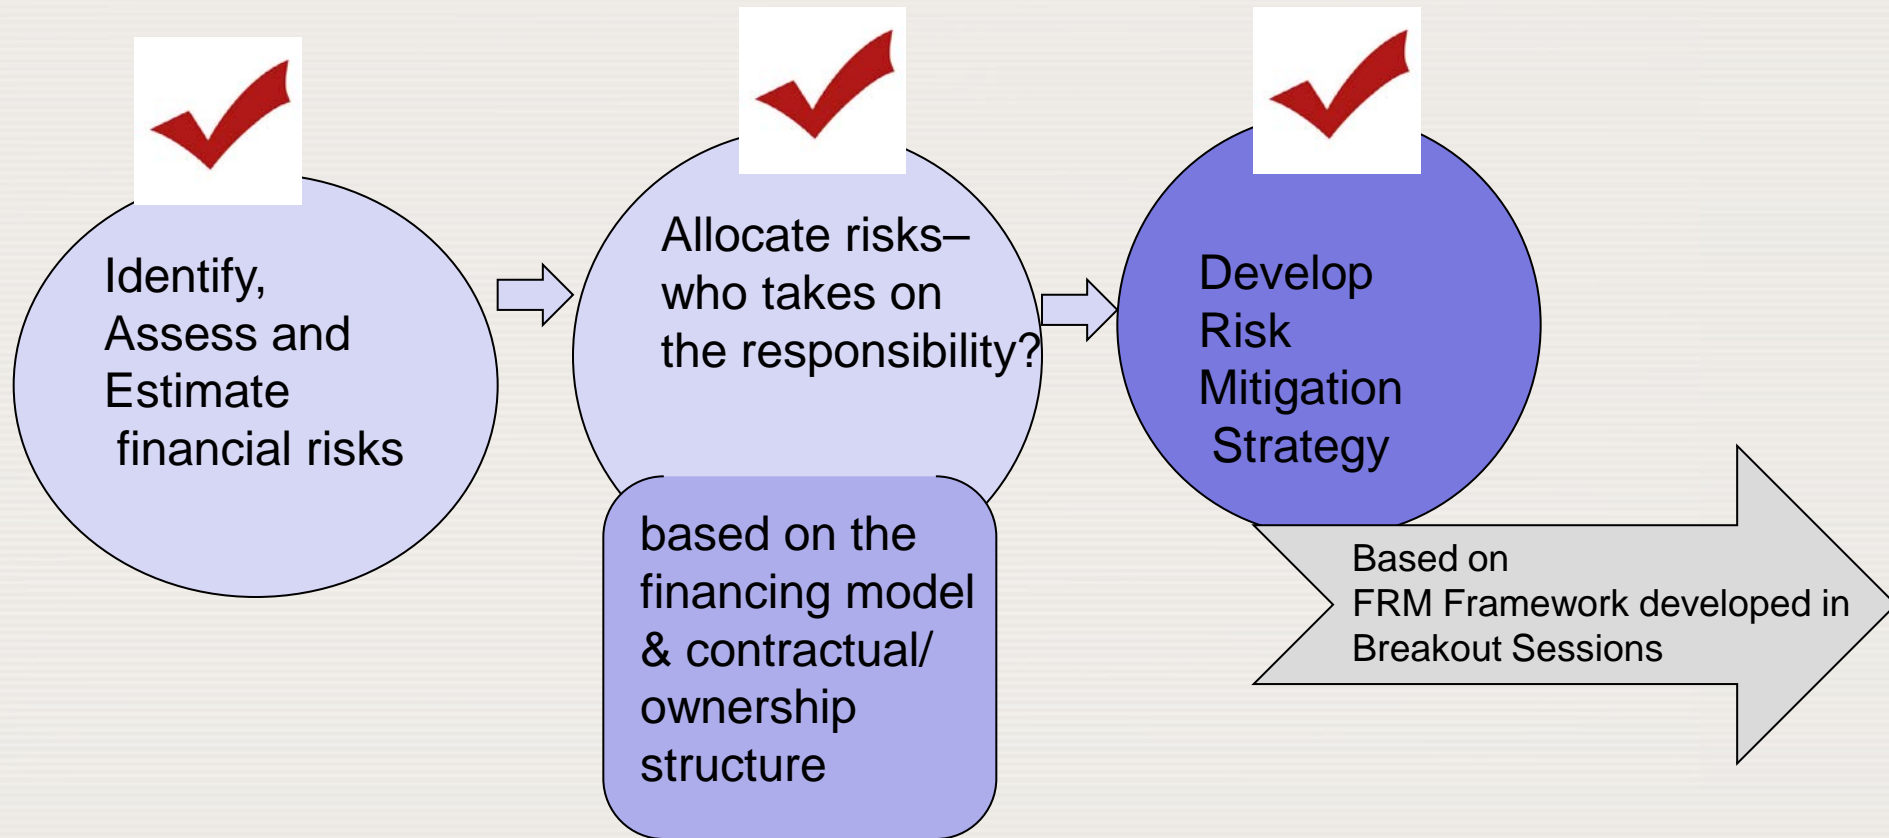 Identify,
Assess and
Estimate
financial risks
Allocate risks–
who takes on
the responsibility?
based on the
financing model
& contractual/
ownership
structure
Develop
Risk
Mitigation
Strategy
Based on
FRM Framework developed in
Breakout Sessions